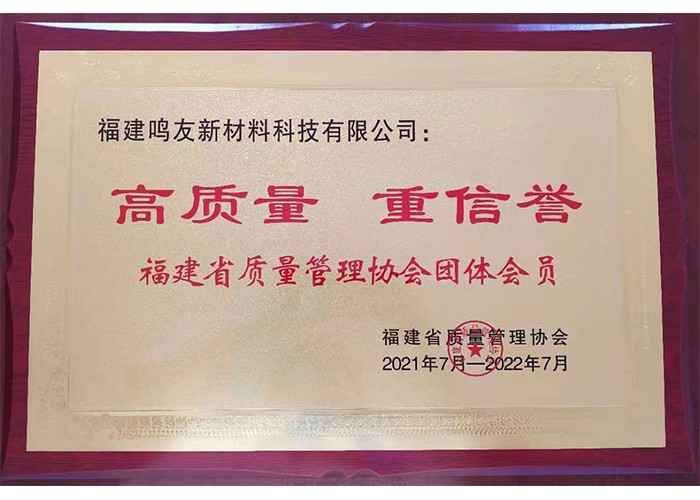 福建鸣友新材料科技有限公司：
高质量 重信誉
福建省质量管理协会团体会员
福建省质量管理协会
2021年7月—2022年7月